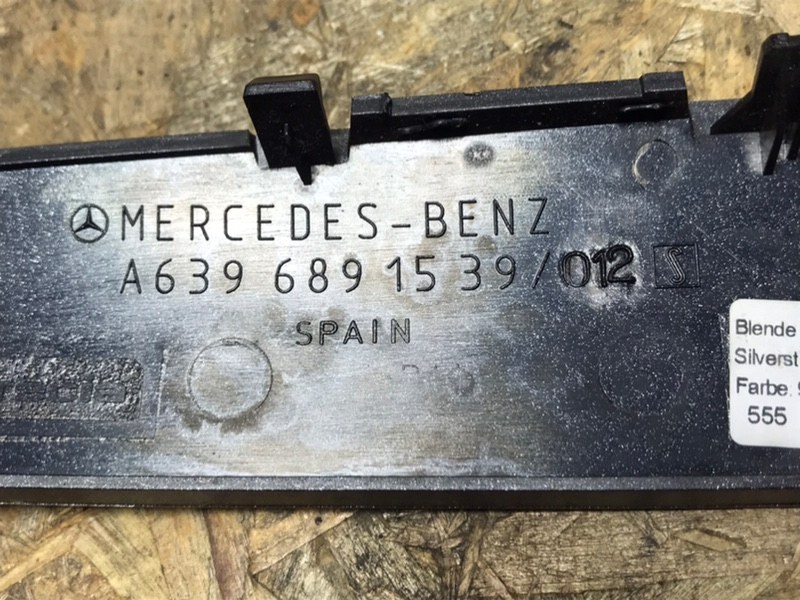 MERCEDES-BENZ
A639 689 15 39/012
SPAIN
Blende
Silverst
Farbe.
555